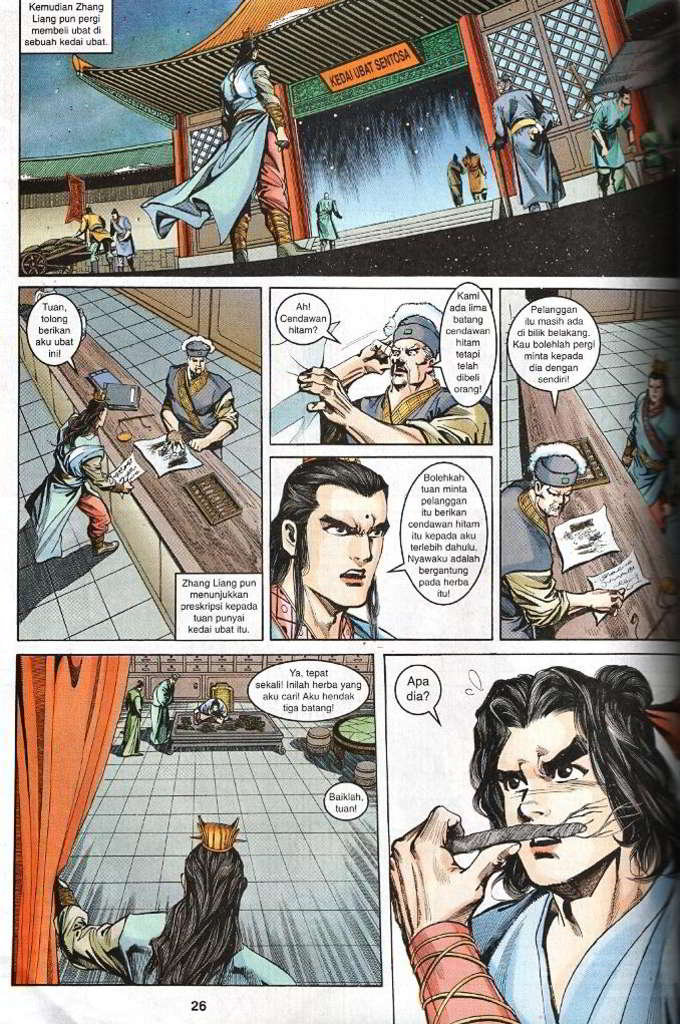 Kemudian Zhang
Liang pun pergi
membeli ubat di
sebuah kedai ubat.
KEDAI UBAT SENTOSA
Tuan,
tolong
berikan
aku ubat
ini!
Zhang Liang pun
menunjukkan
preskripsi kepada
tuan punyai
kedai ubat itu.
Ah!
Cendawan
hitam?
Kami
ada lima
batang
cendawan
hitam
tetapi
telah
dibeli
orang!
Bolehkah
tuan minta
pelanggan
itu berikan
cendawan hitam
itu kepada aku
terlebih dahulu.
Nyawaku adalah
bergantung
pada herba
itu!
Pelanggan
itu masih ada
di bilik belakang.
Kau bolehlah pergi
minta kepada
dia dengan
sendiri!
Ya, tepat
sekali! Inilah herba yang
aku cari! Aku hendak
tiga batang!
Baiklah,
tuan!
Apa
dia?
26